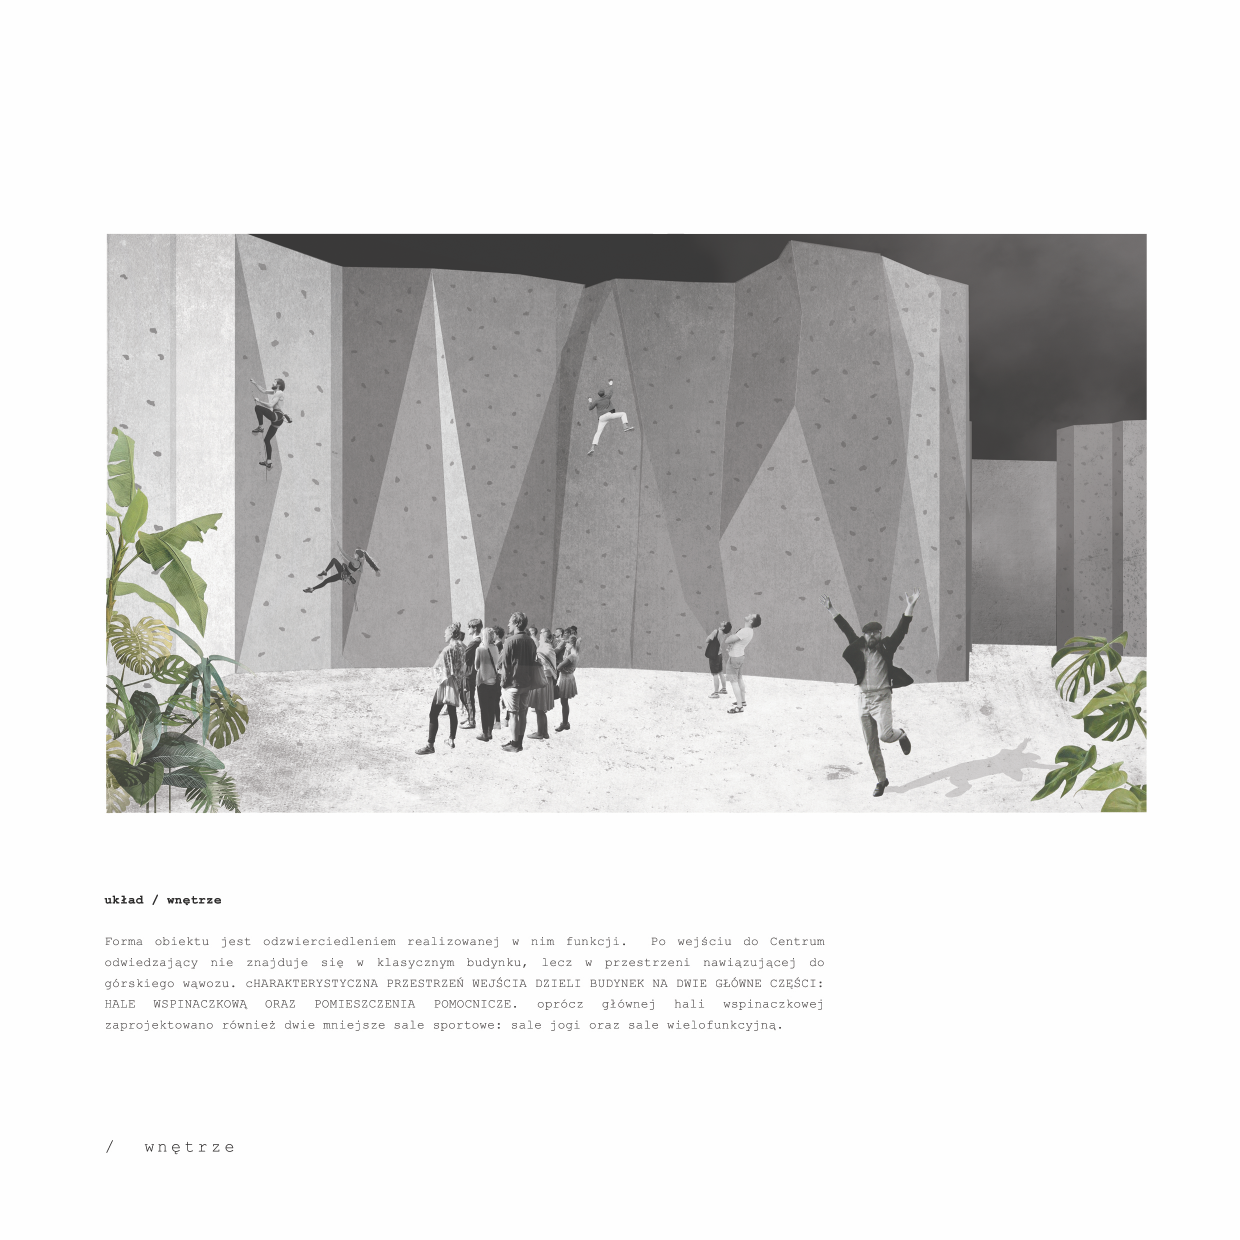 układ / wnętrze
Forma obiektu jest odzwierciedleniem realizowanej w nim funkcji. Po wejściu do Centrum
odwiedzający nie znajduje się w klasycznym budynku, lecz w przestrzeni nawiązującej do
górskiego wąwozu. cHARAKTERYSTYCZNA PRZESTRZEŃ WEJŚCIA DZIELI BUDYNEK NA DWIE GŁÓWNE CZĘŚCI:
HALE WSPINACZKOWĄ ORAZ POMIESZCZENIA POMOCNICZE. oprócz głównej hali wspinaczkowej
zaprojektowano również dwie mniejsze sale sportowe: sale jogi oraz sale wielofunkcyjną.
/ wnętrze